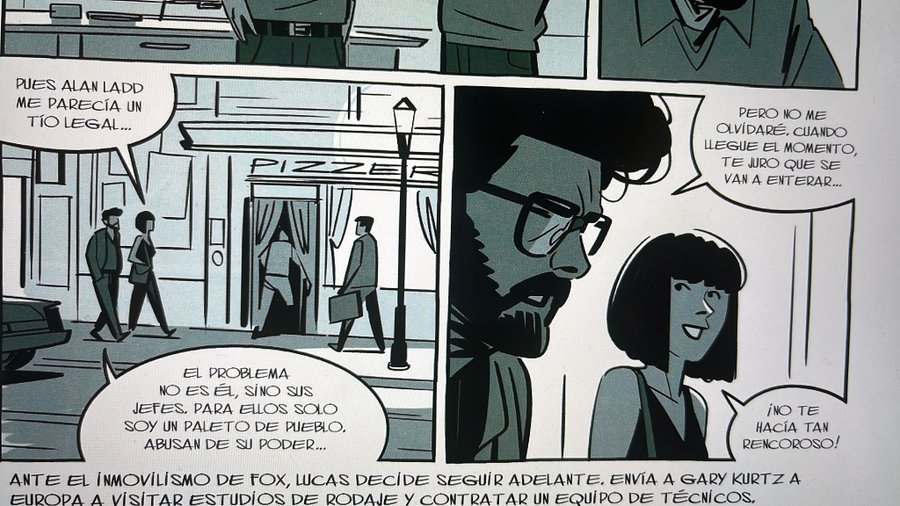 PUES ALAN LADD
ME PARECÍA UN
TÍO LEGAL...
PIZZER
EL PROBLEMA
NO ES ÉL, SINO SUS
JEFES. PARA ELLOS SOLO
SOY UN PALETO DE PUEBLO.
ABUSAN DE SU PODER...
PERO NO ME
OLVIDARÉ. CUANDO
LLEGUE EL MOMENTO,
TE JURO QUE SE
VAN A ENTERAR...
¡NO TE
HACÍA TAN
RENCOROSO!
ANTE EL INMOVILISMO DE FOX, LUCAS DECIDE SEGUIR ADELANTE. ENVÍA A GARY KURTZ A
EUROPA A VISITAR ESTUDIOS DE RODAJE Y CONTRATAR UN EQUIPO DE TÉCNICOS.